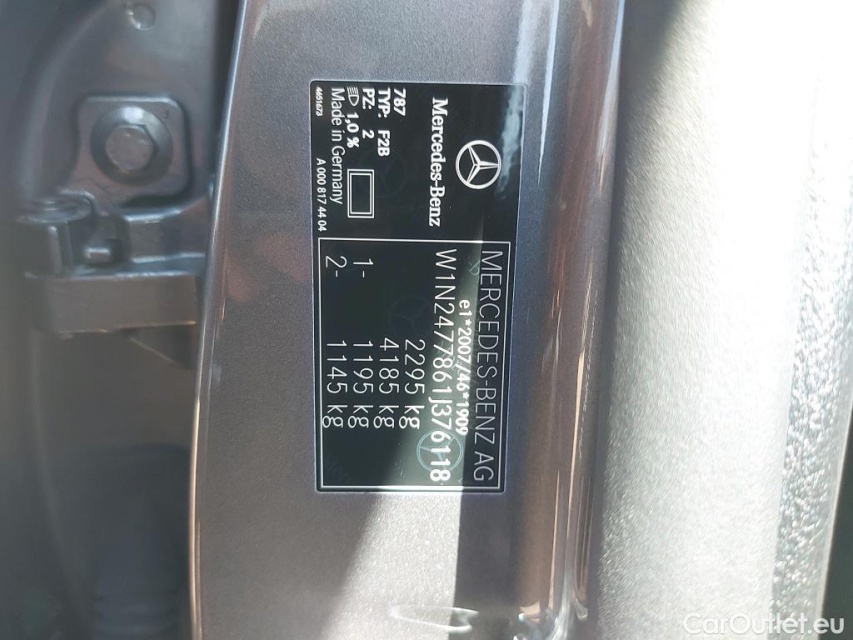 Mercedes-Benz
787
TYP: F2B
PZ: 2
1,0 %
Made in Germany
4651673
A 000 817 44 04
MERCEDES-BENZ AG
e1*2007/46*1909
W1N2477861J376118
2295 kg
4185 kg
1- 1195 kg
2- 1145 kg
CarOutlet.eu